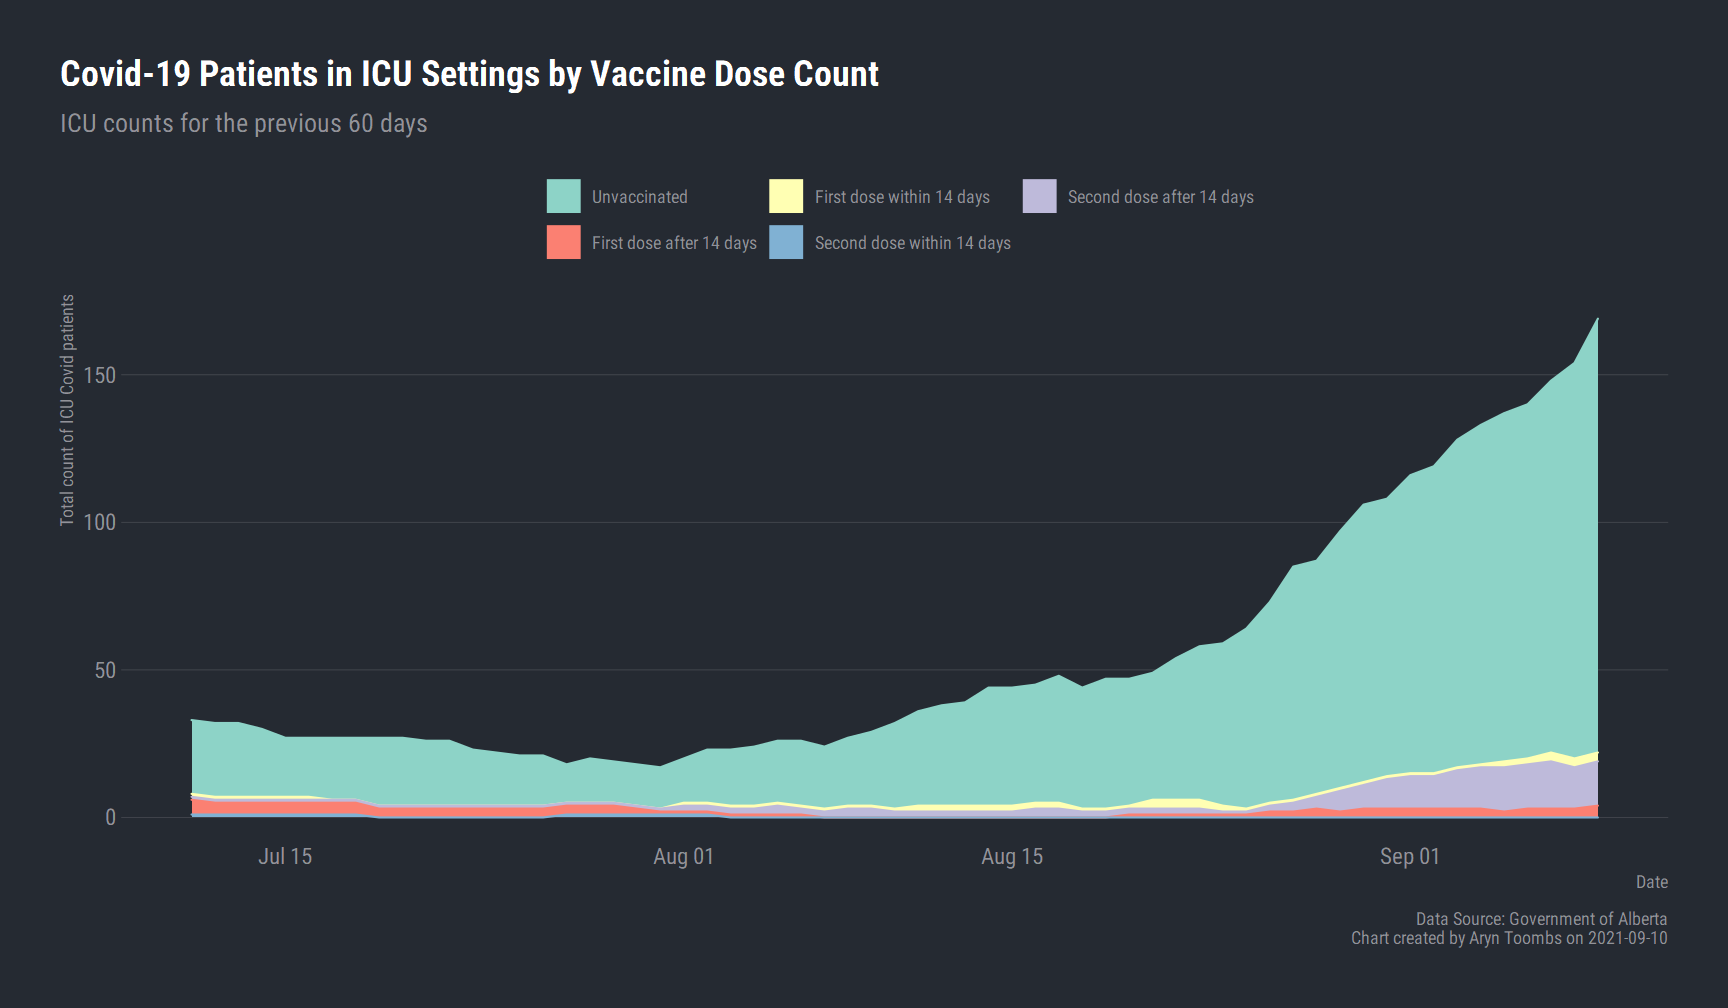 Covid-19 Patients in ICU Settings by Vaccine Dose Count
ICU counts for the previous 60 days
Unvaccinated
First dose within 14 days
Second dose after 14 days
First dose after 14 days
Second dose within 14 days
Total count of ICU Covid patients
150
100
50
0
Jul 15
Aug 01
Aug 15
Sep 01
Date
Data Source: Government of Alberta
Chart created by Aryn Toombs on 2021-09-10